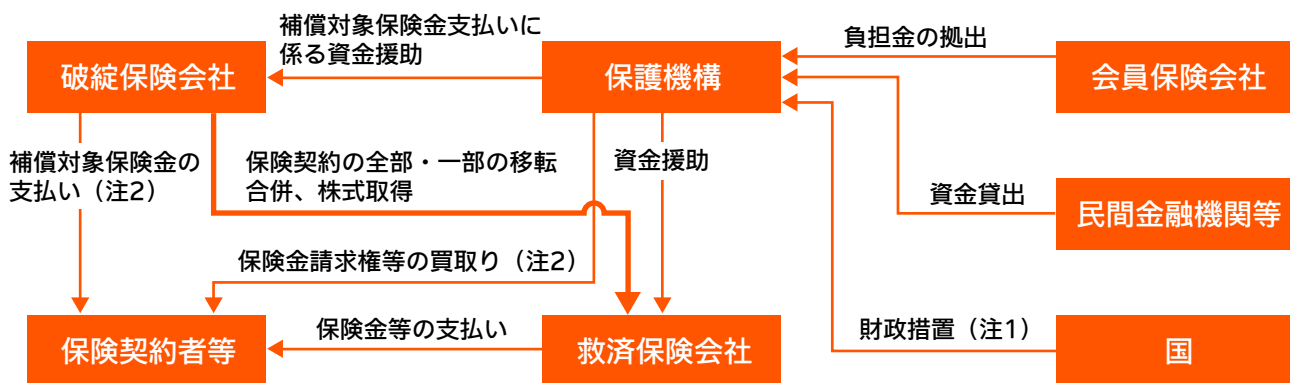 補償対象保険金支払いに
係る資金援助
負担金の拠出
破綻保険会社
保護機構
会員保険会社
補償対象保険金の
支払い（注2）
保険契約の全部・一部の移転
合併、株式取得
資金援助
資金貸出
民間金融機関等
保険金請求権等の買取り（注2）
保険金等の支払い
財政措置（注1）
保険契約者等
救済保険会社
国